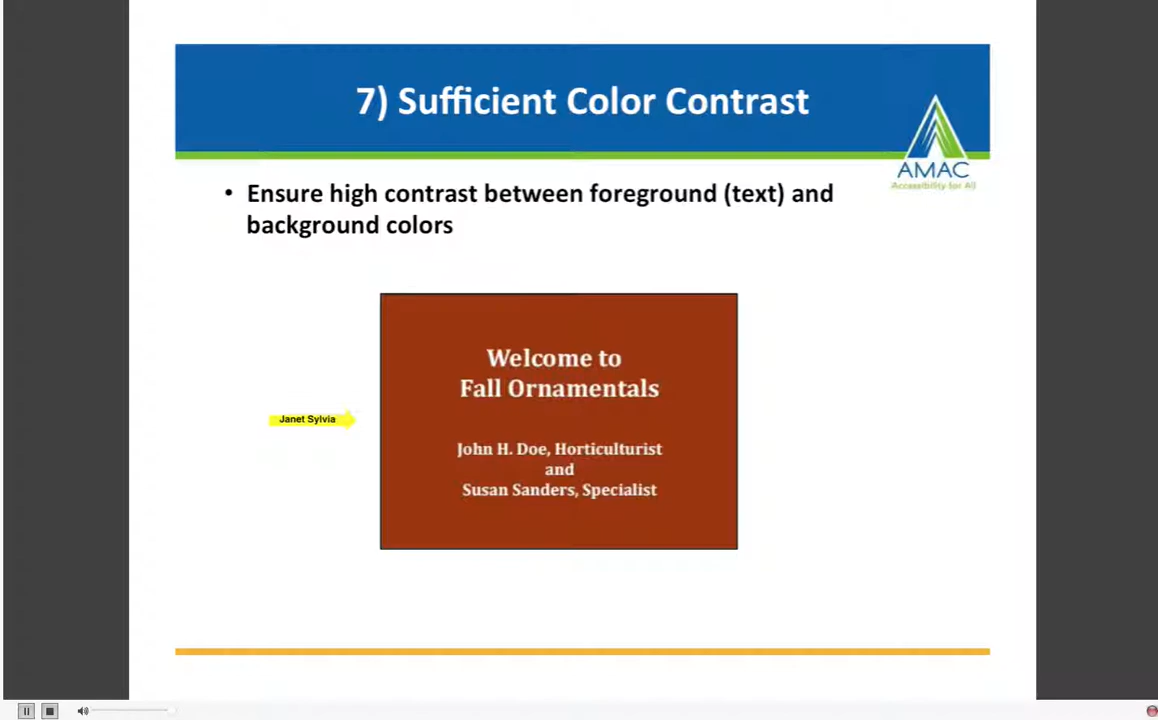 7) Sufficient Color Contrast
AMAC
Accessibility for All
• Ensure high contrast between foreground (text) and
background colors
Welcome to
Fall Ornamentals
Janet Sylvia
John H. Doe, Horticulturist
and
Susan Sanders, Specialist